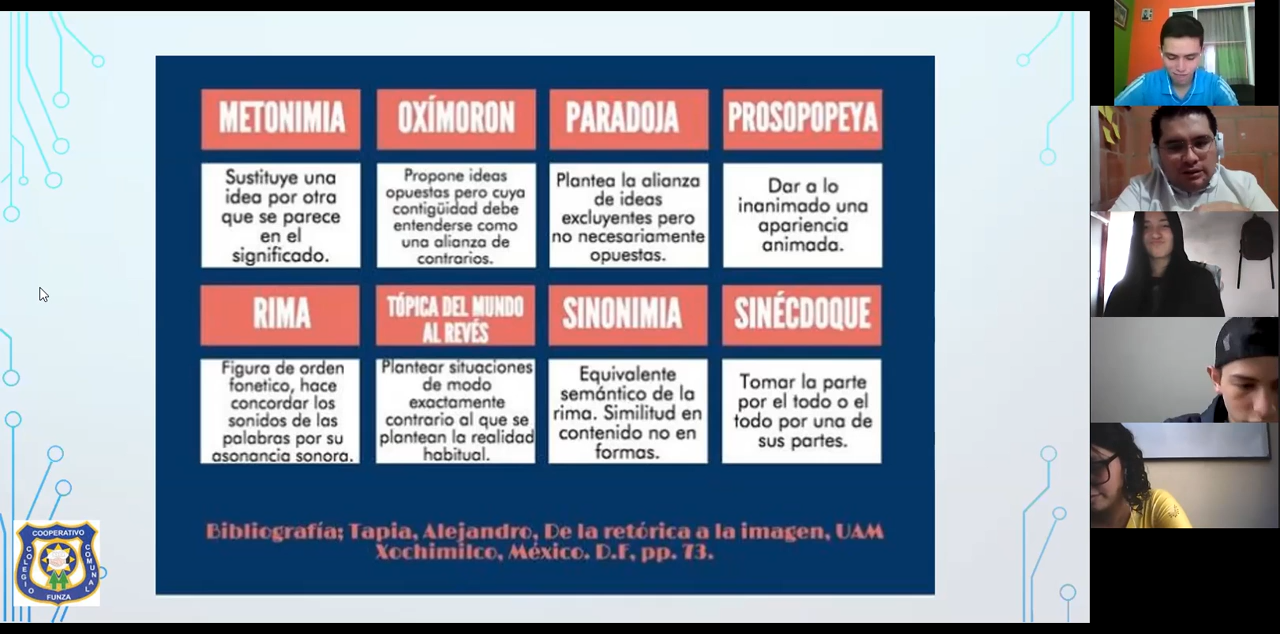 METONIMIA
OXÍMORON
PARADOJA
PROSOPOPEYA
Sustituye una
idea por otra
que se parece
en el
significado.
Propone ideas
opuestas pero cuya
contigüidad debe
entenderse como
una alianza de
contrarios.
Plantea la alianza
de ideas
excluyentes pero
no necesariamente
opuestas.
Dar a lo
inanimado una
apariencia
animada.
RIMA
TÓPICA DEL MUNDO
AL REVÉS
SINONIMIA
SINÉCDOQUE
Figura de orden
fonetico, hace
concordar los
sonidos de las
palabras por su
asonancia sonora.
Plantear situaciones
de modo
exactamente
contrario al que se
plantean la realidad
habitual.
Equivalente
semántico de la
rima. Similitud en
contenido no en
formas.
Tomar la parte
por el todo o el
todo por una de
sus partes.
Bibliografía; Tapia, Alejandro, De la retórica a la imagen, UAM
Xochimilco, México. D.F, pp. 73.
COOPERATIVO
COLEGIO
COMUNAL
FUNZA